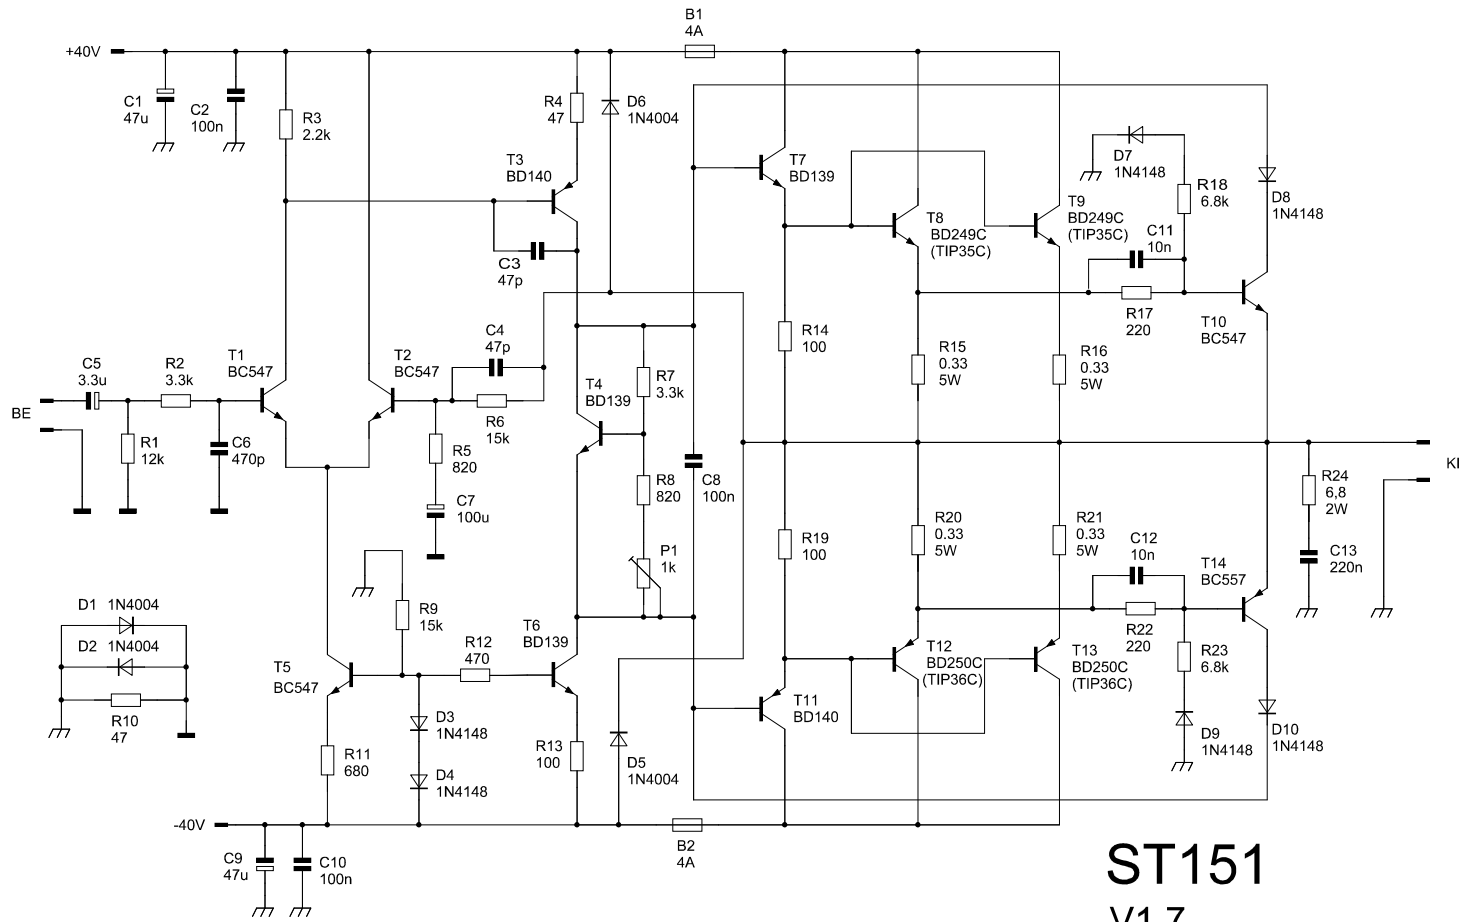 B1
4A
+40V
C1
47u
C2
100n
R3
2.2k
R4
47
D6
1N4004
T3
BD140
C3
47p
T7
BD139
T8
BD249C
(TIP35C)
T9
BD249C
(TIP35C)
D7
1N4148
R18
6.8k
C11
10n
D8
1N4148
R17
220
T10
BC547
C5
3.3u
R2
3.3k
T1
BC547
T2
BC547
C4
47p
R6
15k
T4
BD139
R7
3.3k
R14
100
R15
0.33
5W
R16
0.33
5W
BE
R1
12k
C6
470p
R5
820
C7
100u
R8
820
C8
100n
P1
1k
R19
100
R20
0.33
5W
R21
0.33
5W
C12
10n
T14
BC557
R24
6,8
2W
C13
220n
KI
D1 1N4004
D2 1N4004
R10
47
R9
15k
T5
BC547
R12
470
T6
BD139
T12
BD250C
(TIP36C)
T13
BD250C
(TIP36C)
R22
220
R23
6.8k
T11
BD140
D9
1N4148
D10
1N4148
D3
1N4148
D4
1N4148
R11
680
R13
100
D5
1N4004
-40V
B2
4A
C9
47u
C10
100n
ST151
V1.7